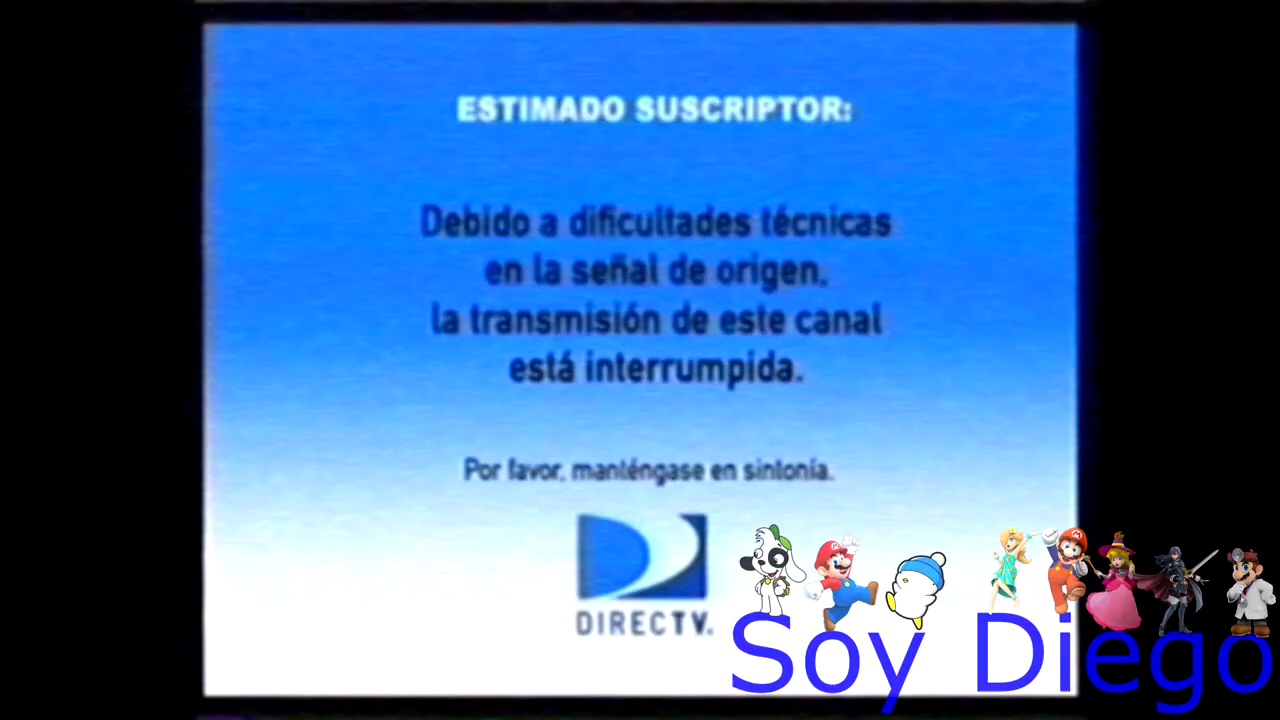 ESTIMADO SUSCRIPTOR:
Debido a dificultades técnicas
en la señal de origen,
la transmisión de este canal
está interrumpida.
Por favor, manténgase en sintonía.
DIRECTV.
Soy Diego